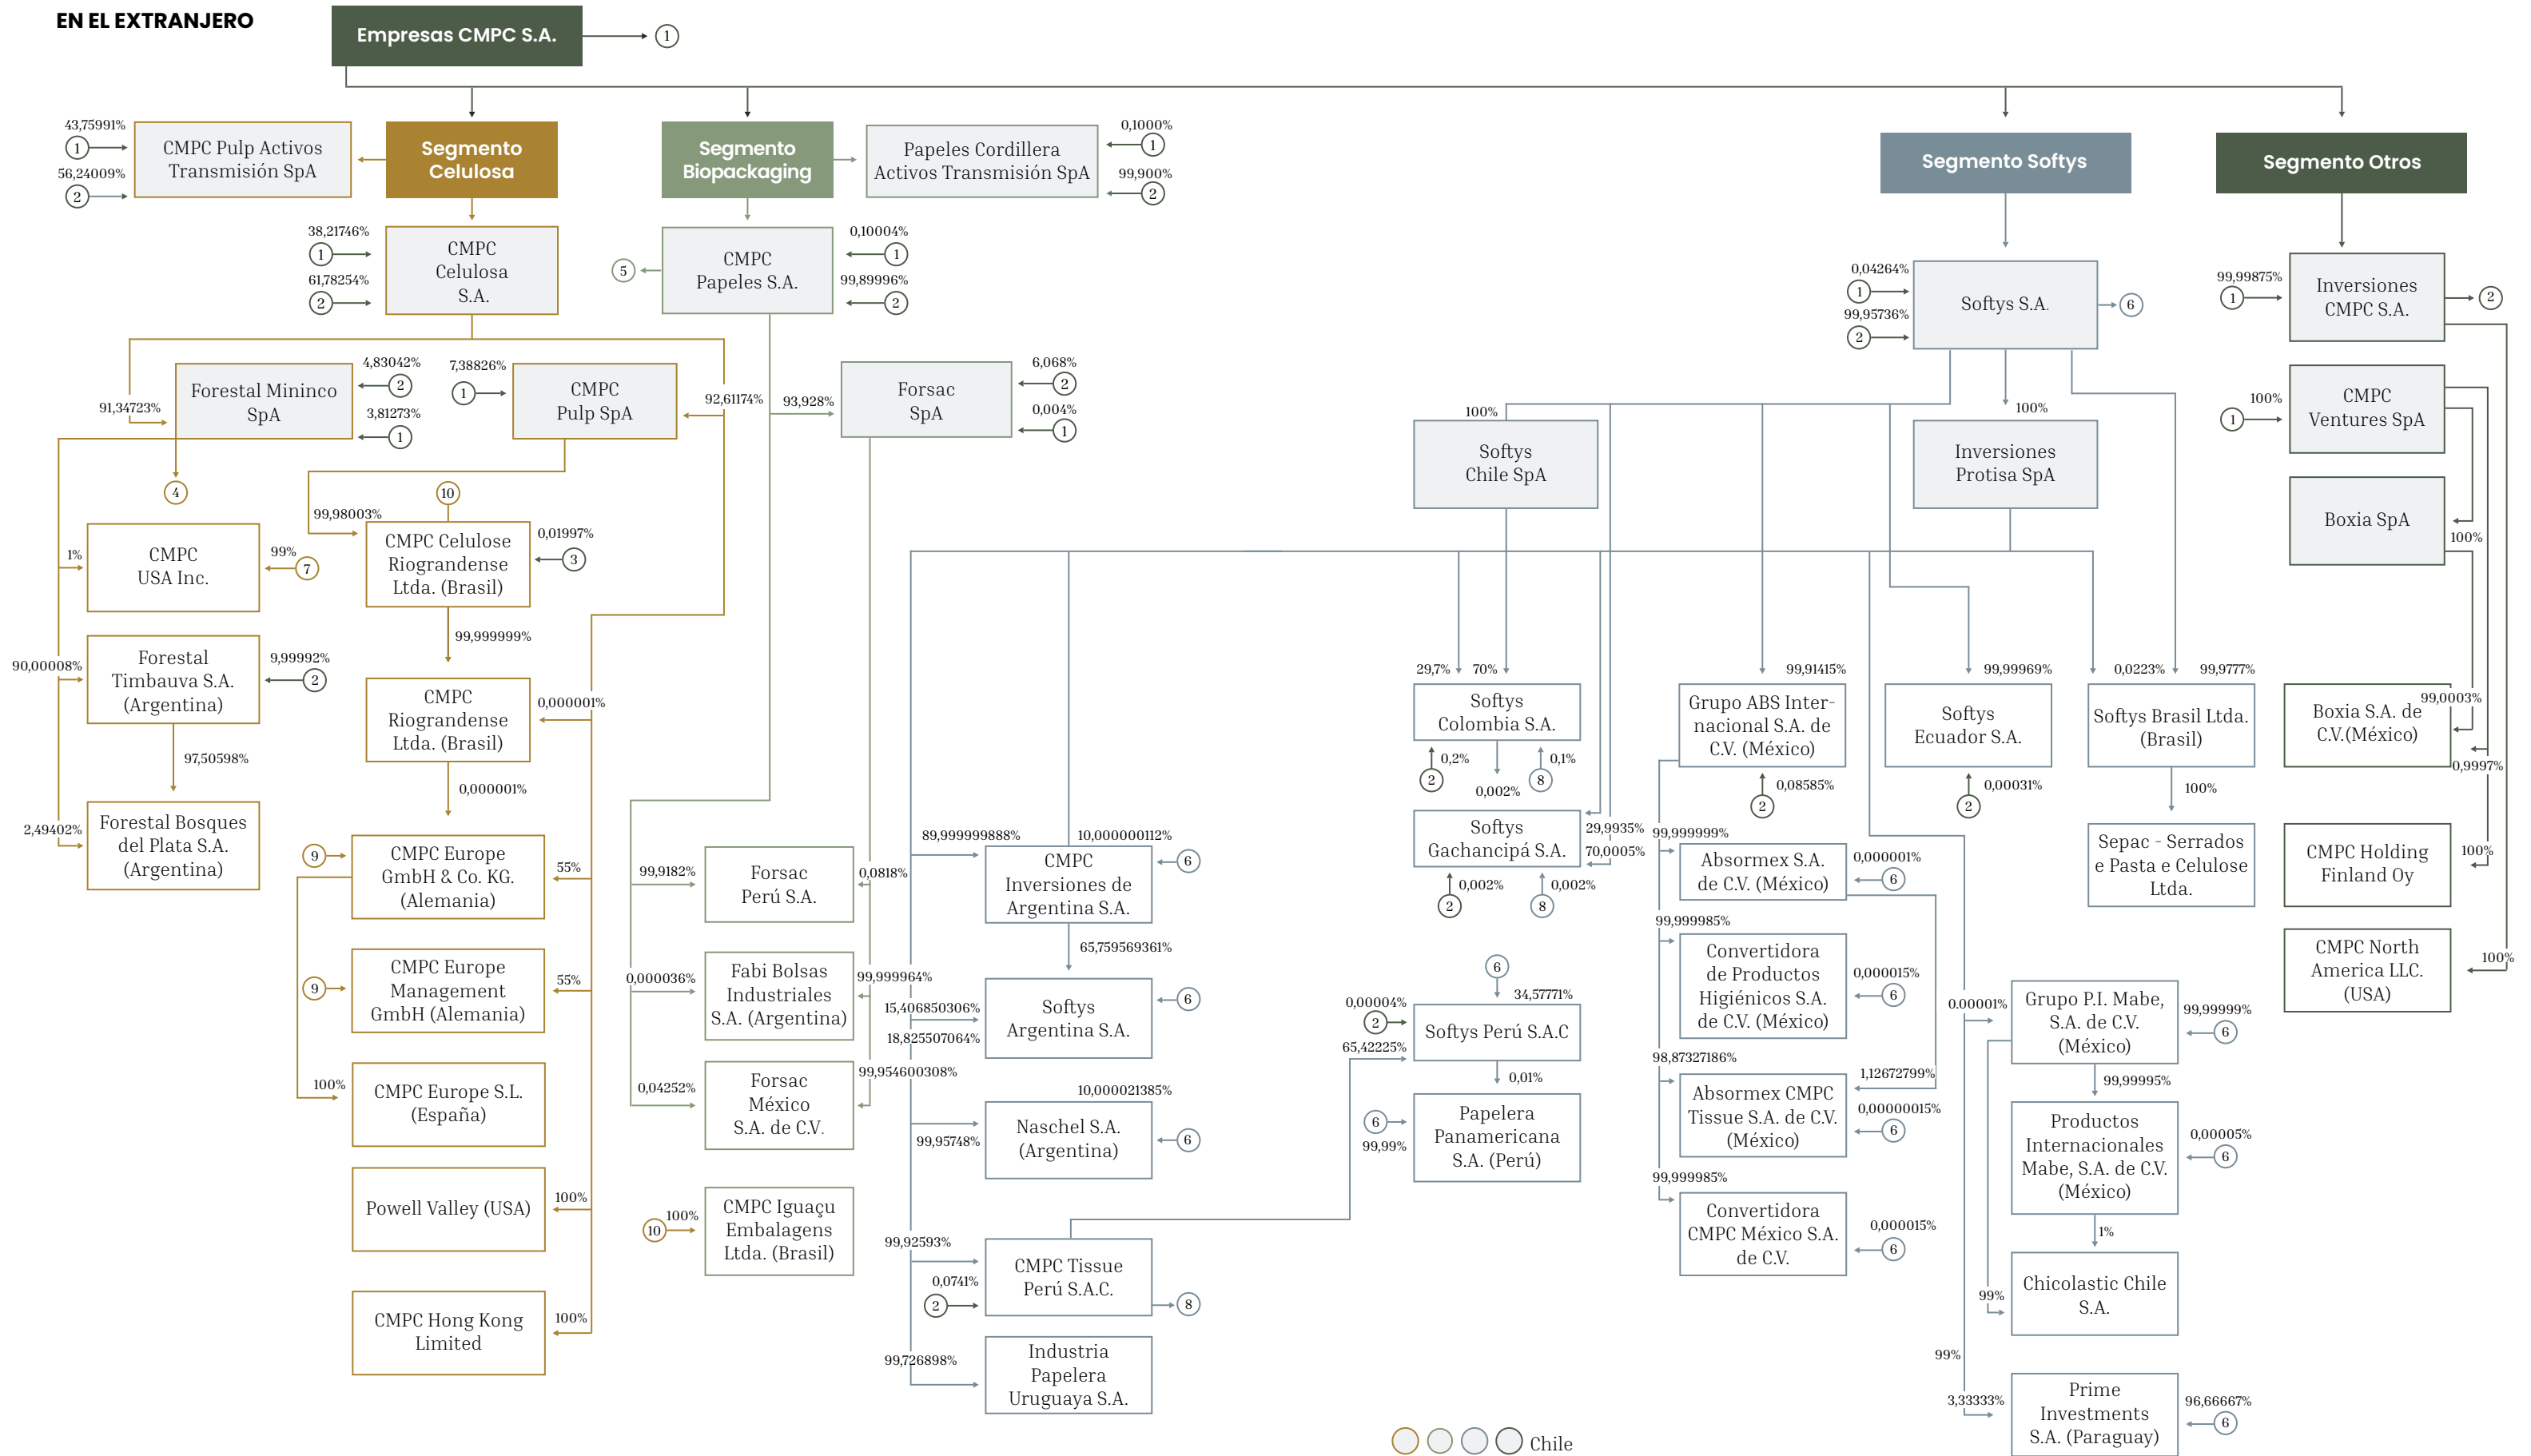 EN EL EXTRANJERO
Empresas CMPC S.A.
1
43,75991%
1
56,24009%
2
CMPC Pulp Activos
Transmisión SpA
Segmento
Celulosa
Segmento
Biopackaging
Papeles Cordillera
Activos Transmisión SpA
0,1000%
1
99,900%
2
Segmento Softys
Segmento Otros
38,21746%
1
61,78254%
2
CMPC
Celulosa
S.A.
5
CMPC
Papeles S.A.
0,10004%
1
99,89996%
2
0,04264%
1
99,95736%
2
Softys S.A.
6
99,99875%
1
Inversiones
CMPC S.A.
2
91,34723%
Forestal Mininco
SpA
4,83042%
2
3,81273%
1
4
7,38826%
1
CMPC
Pulp SpA
92,61174%
93,928%
Forsac
SpA
6,068%
2
0,004%
1
100%
Softys
Chile SpA
100%
Inversiones
Protisa SpA
100%
1
CMPC
Ventures SpA
Boxia SpA
100%
1%
CMPC
USA Inc.
99%
7
10
99,98003%
CMPC Celulose
Riograndense
Ltda. (Brasil)
0,01997%
3
99,999999%
90,00008%
Forestal
Timbauva S.A.
(Argentina)
9,99992%
2
97,50598%
2,49402%
Forestal Bosques
del Plata S.A.
(Argentina)
CMPC
Riograndense
Ltda. (Brasil)
0,000001%
0,000001%
9
CMPC Europe
GmbH & Co. KG.
(Alemania)
55%
9
CMPC Europe
Management
GmbH (Alemania)
55%
100%
CMPC Europe S.L.
(España)
Powell Valley (USA)
100%
CMPC Hong Kong
Limited
100%
99,9182%
Forsac
Perú S.A.
0,0818%
0,000036%
Fabi Bolsas
Industriales
S.A. (Argentina)
99,999964%
0,04252%
Forsac
México
S.A. de C.V.
99,954600308%
10
100%
CMPC Iguaçu
Embalagens
Ltda. (Brasil)
89,999999888%
10,000000112%
CMPC
Inversiones de
Argentina S.A.
6
65,759569361%
15,406850306%
18,825507064%
Softys
Argentina S.A.
6
10,000021385%
99,95748%
Naschel S.A.
(Argentina)
6
99,92593%
0,0741%
2
CMPC Tissue
Perú S.A.C.
8
99,726898%
Industria
Papelera
Uruguaya S.A.
29,7%
70%
Softys
Colombia S.A.
2
0,2%
0,002%
8
0,1%
Softys
Gachancipá S.A.
29,9935%
70,0005%
2
0,002%
8
0,002%
6
34,57771%
0,00004%
2
65,42225%
Softys Perú S.A.C
0,01%
6
99,99%
Papelera
Panamericana
S.A. (Perú)
99,91415%
Grupo ABS Inter-
nacional S.A. de
C.V. (México)
2
0,08585%
99,999999%
Absormex S.A.
de C.V. (México)
0,000001%
6
99,999985%
Convertidora
de Productos
Higiénicos S.A.
de C.V. (México)
0,000015%
6
98,87327186%
Absormex CMPC
Tissue S.A. de C.V.
(México)
1,12672799%
0,00000015%
6
99,999985%
Convertidora
CMPC México S.A.
de C.V.
0,000015%
6
99,99969%
Softys
Ecuador S.A.
2
0,00031%
0,0223%
99,9777%
Softys Brasil Ltda.
(Brasil)
100%
Sepac - Serrados
e Pasta e Celulose
Ltda.
0.00001%
Grupo P.I. Mabe,
S.A. de C.V.
(México)
99,99999%
6
99,99995%
Productos
Internacionales
Mabe, S.A. de C.V.
(México)
0,00005%
6
1%
99%
Chicolastic Chile
S.A.
99%
3,33333%
Prime
Investments
S.A. (Paraguay)
96,66667%
6
Boxia S.A. de
C.V.(México)
99,0003%
0,9997%
CMPC Holding
Finland Oy
100%
CMPC North
America LLC.
(USA)
100%
Chile